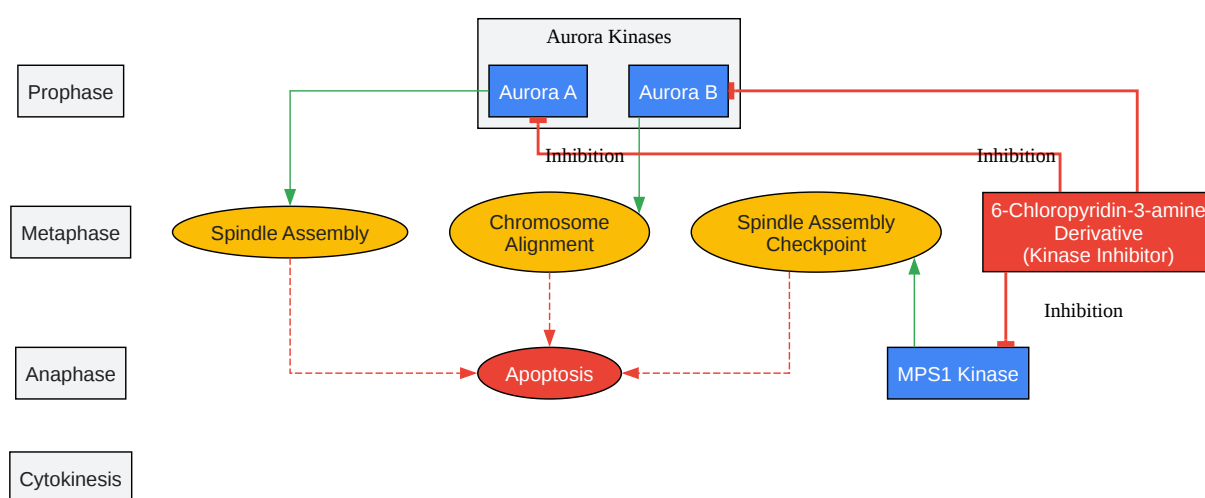 Aurora Kinases
Prophase
Aurora A
Aurora B
Inhibition
Inhibition
Metaphase
Spindle Assembly
Chromosome
Alignment
Spindle Assembly
Checkpoint
6-Chloropyridin-3-amine
Derivative
(Kinase Inhibitor)
Inhibition
Anaphase
Apoptosis
MPS1 Kinase
Cytokinesis